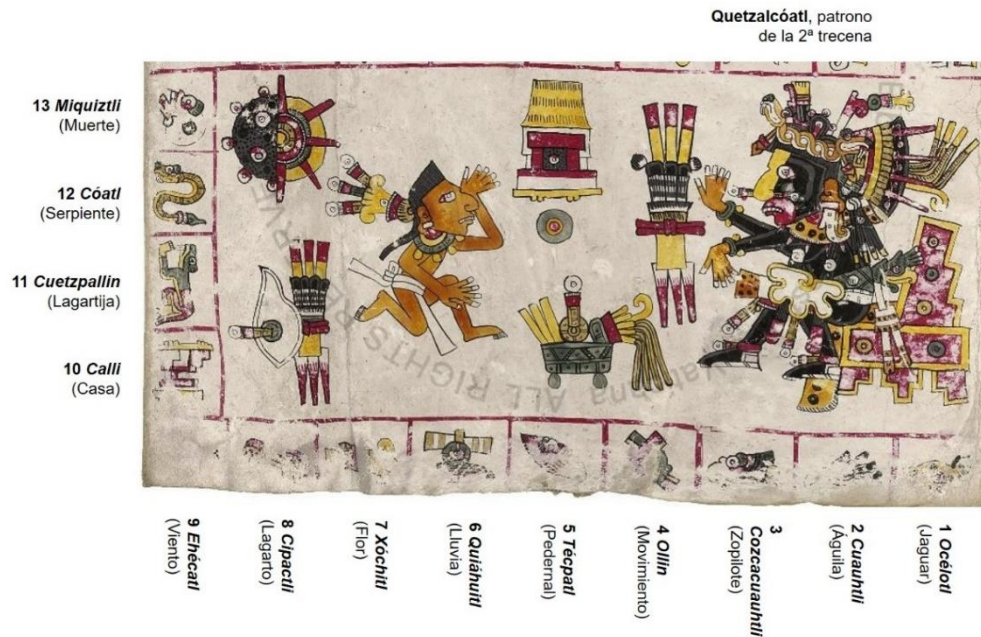 Quetzalcóatl, patrono
de la 2ª trecena
13 Miquiztli
(Muerte)
12 Cóatl
(Serpiente)
11 Cuetzpallin
(Lagartija)
10 Calli
(Casa)
9 Ehécatl
(Viento)
8 Cipactli
(Lagarto)
7 Xóchitl
(Flor)
6 Quiáhuitl
(Lluvia)
5 Técpatl
(Pedernal)
4 Ollin
(Movimiento)
3
Cozcacuauhtli
(Zopilote)
2 Cuauhtli
(Águila)
1 Océlotl
(Jaguar)
ALL RIGHTS